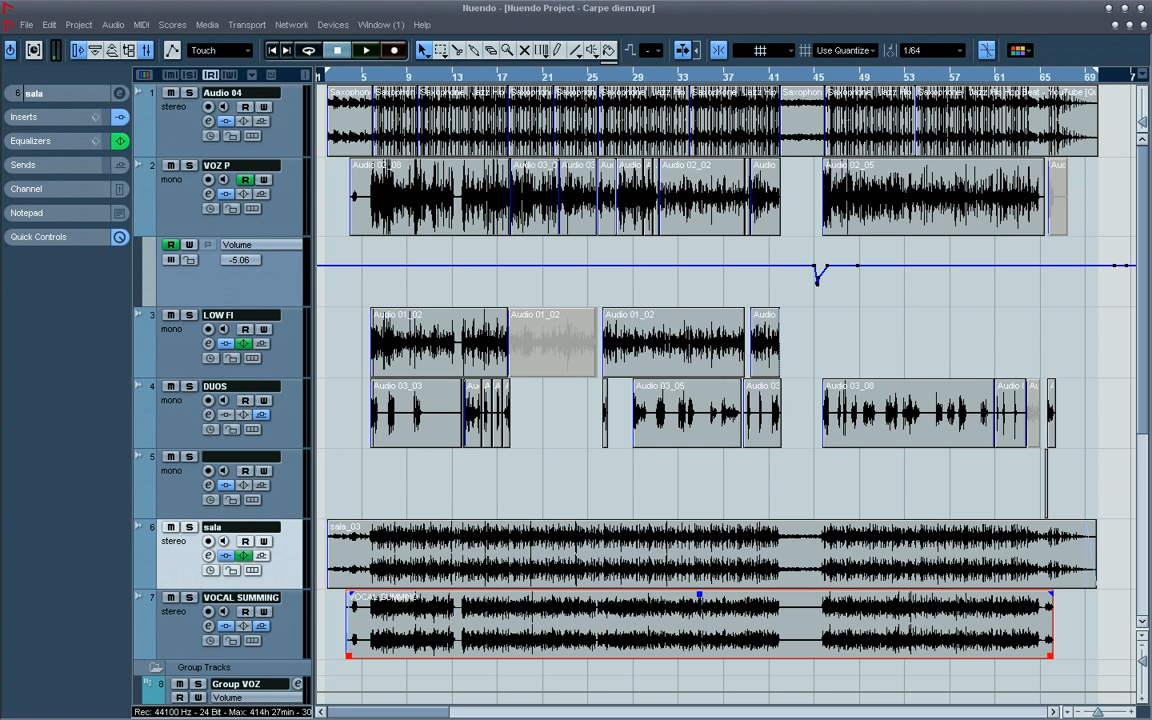 Nuendo - [Nuendo Project - Carpe diem.npr]
File Edit Project Audio MIDI Scores Media Transport Network Devices Window (1) Help
Touch Use Quantize 1/64
1 5 9 13 17 21 25 29 33 37 41 45 49 53 57 61 65 69 7
6 sala
Inserts
Equalizers
Sends
Channel
Notepad
Quick Controls
1 M S Audio 04
stereo R W
2 M S VOZ P
mono R W
Audio 02_02
Audio 02_05
R W P Volume
-5.06
3 M S LOW FI
mono R W
Audio 01_02 Audio 01_02 Audio 01_02 Audio
4 M S DUOS
mono R W
Audio 03_03 Audio 03_05 Audio 03_08
5 M S
mono R W
6 M S sala
stereo R W
sala_03
7 M S VOCAL SUMMING
stereo R W
VOCAL SUMMING
Group Tracks
8 M S Group VOZ
R W Volume
Rec: 44100 Hz - 24 Bit - Max: 414h 27min - 30